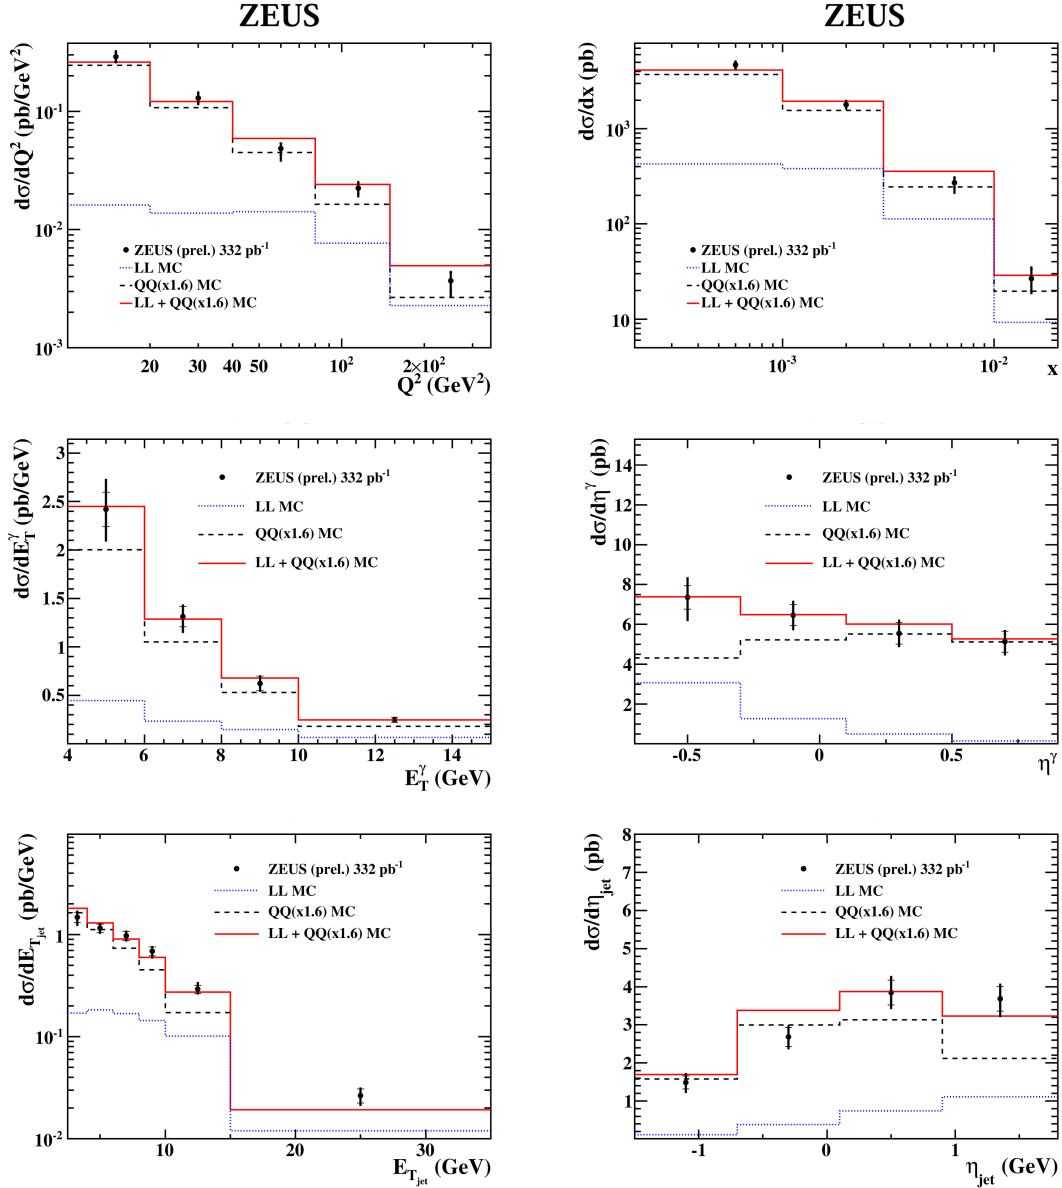 ZEUS
ZEUS
dσ/dQ² (pb/GeV²)
10⁻¹
10⁻²
10⁻³
ZEUS (prel.) 332 pb⁻¹
LL MC
QQ(x1.6) MC
LL + QQ(x1.6) MC
20 30 40 50 10² 2×10²
Q² (GeV²)
dσ/dx (pb)
10³
10²
10
ZEUS (prel.) 332 pb⁻¹
LL MC
QQ(x1.6) MC
LL + QQ(x1.6) MC
10⁻³ 10⁻² x
dσ/dE_T^γ (pb/GeV)
3
2.5
2
1.5
1
0.5
ZEUS (prel.) 332 pb⁻¹
LL MC
QQ(x1.6) MC
LL + QQ(x1.6) MC
4 6 8 10 12 14
E_T^γ (GeV)
dσ/dη^γ (pb)
14
12
10
8
6
4
2
ZEUS (prel.) 332 pb⁻¹
LL MC
QQ(x1.6) MC
LL + QQ(x1.6) MC
-0.5 0 0.5 η^γ
dσ/dE_T_jet (pb/GeV)
1
10⁻¹
10⁻²
ZEUS (prel.) 332 pb⁻¹
LL MC
QQ(x1.6) MC
LL + QQ(x1.6) MC
10 20 30
E_T_jet (GeV)
dσ/dη_jet (pb)
8
7
6
5
4
3
2
1
ZEUS (prel.) 332 pb⁻¹
LL MC
QQ(x1.6) MC
LL + QQ(x1.6) MC
-1 0 1
η_jet (GeV)